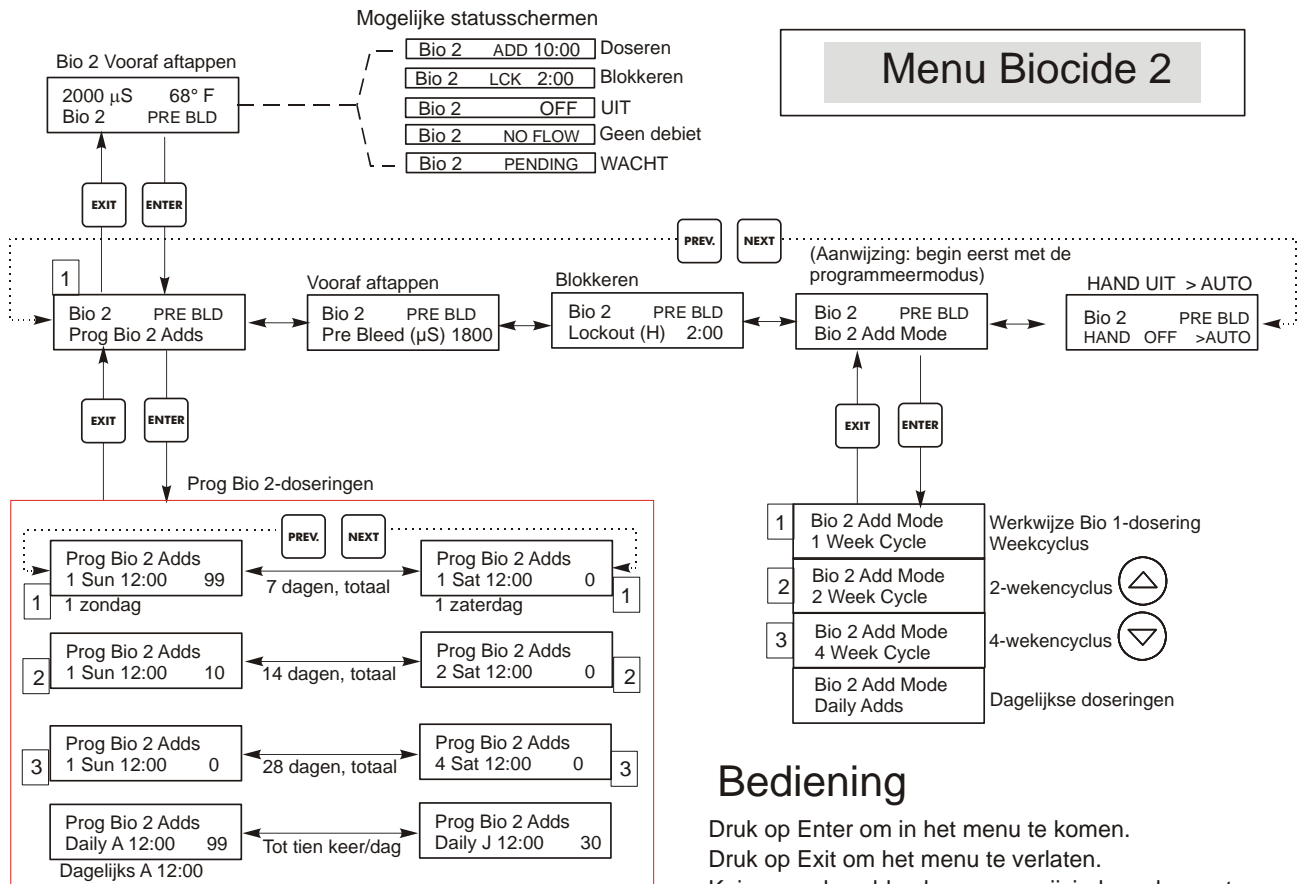 Mogelijke statusschermen
Menu Biocide 2
Bio 2 ADD 10:00 Doseren
Bio 2 LCK 2:00 Blokkeren
Bio 2 OFF UIT
Bio 2 NO FLOW Geen debiet
Bio 2 PENDING WACHT
Bio 2 Vooraf aftappen
2000 µS 68° F
Bio 2 PRE BLD
EXIT
ENTER
PREV.
NEXT
1
Bio 2 PRE BLD
Prog Bio 2 Adds
Vooraf aftappen
Bio 2 PRE BLD
Pre Bleed (µS) 1800
Blokkeren
Bio 2 PRE BLD
Lockout (H) 2:00
(Aanwijzing: begin eerst met de
programmeermodus)
Bio 2 PRE BLD
Bio 2 Add Mode
HAND UIT > AUTO
Bio 2 PRE BLD
HAND OFF >AUTO
EXIT
ENTER
EXIT
ENTER
Prog Bio 2-doseringen
PREV.
NEXT
Prog Bio 2 Adds
1 Sun 12:00 99
1
1 zondag
7 dagen, totaal
Prog Bio 2 Adds
1 Sat 12:00 0
1
1 zaterdag
Prog Bio 2 Adds
1 Sun 12:00 10
2
14 dagen, totaal
Prog Bio 2 Adds
2 Sat 12:00 0
2
Prog Bio 2 Adds
1 Sun 12:00 0
3
28 dagen, totaal
Prog Bio 2 Adds
4 Sat 12:00 0
3
Prog Bio 2 Adds
Daily A 12:00 99
Dagelijks A 12:00
Tot tien keer/dag
Prog Bio 2 Adds
Daily J 12:00 30
1
Bio 2 Add Mode
1 Week Cycle
Werkwijze Bio 1-dosering
Weekcyclus
2
Bio 2 Add Mode
2 Week Cycle
2-wekencyclus
3
Bio 2 Add Mode
4 Week Cycle
4-wekencyclus
Bio 2 Add Mode
Daily Adds
Dagelijkse doseringen
Bediening
Druk op Enter om in het menu te komen.
Druk op Exit om het menu te verlaten.